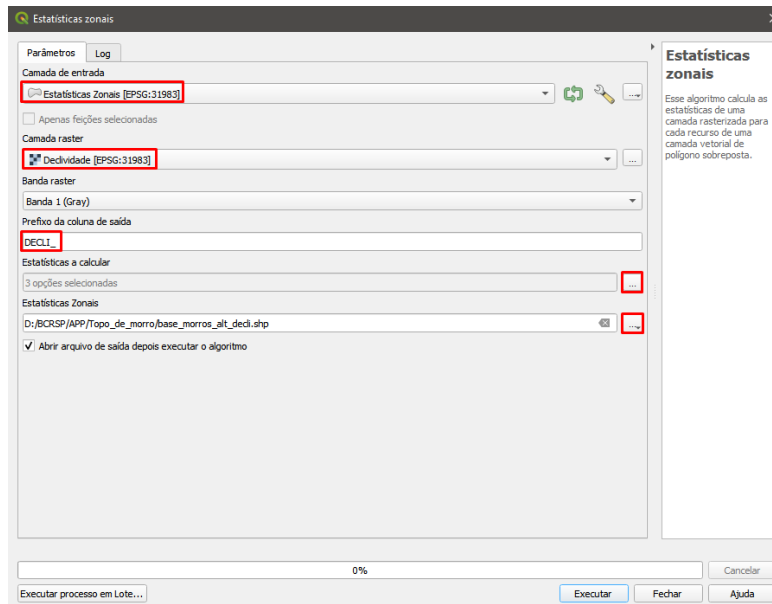 Estatísticas zonais
Parâmetros
Log
Camada de entrada
Estatísticas Zonais [EPSG:31983]
...
Apenas feições selecionadas
Camada raster
Declividade [EPSG:31983]
...
Banda raster
Banda 1 (Gray)
Prefixo da coluna de saída
DECLI_
Estatísticas a calcular
3 opções selecionadas
...
Estatísticas Zonais
D:/BCRSP/APP/Topo_de_morro/base_morros_alt_decli.shp
...
Abrir arquivo de saída depois executar o algoritmo
Estatísticas
zonais
Esse algoritmo calcula as
estatísticas de uma
camada rasterizada para
cada recurso de uma
camada vetorial de
polígono sobreposta.
0%
Cancelar
Executar processo em Lote...
Executar
Fechar
Ajuda